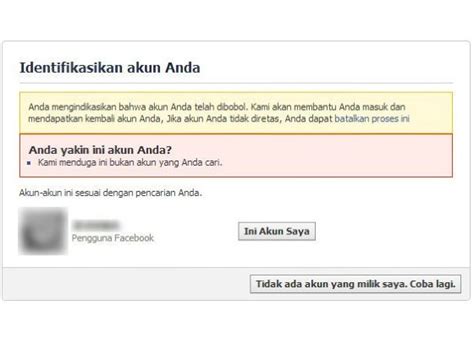 Identifikasikan akun Anda
Anda mengindikasikan bahwa akun Anda telah dibobol. Kami akan membantu Anda masuk dan
mendapatkan kembali akun Anda, Jika akun Anda tidak diretas, Anda dapat batalkan proses ini
Anda yakin ini akun Anda?
Kami menduga ini bukan akun yang Anda cari.
Akun-akun ini sesuai dengan pencarian Anda.
Pengguna Facebook
Ini Akun Saya
Tidak ada akun yang milik saya. Coba lagi.